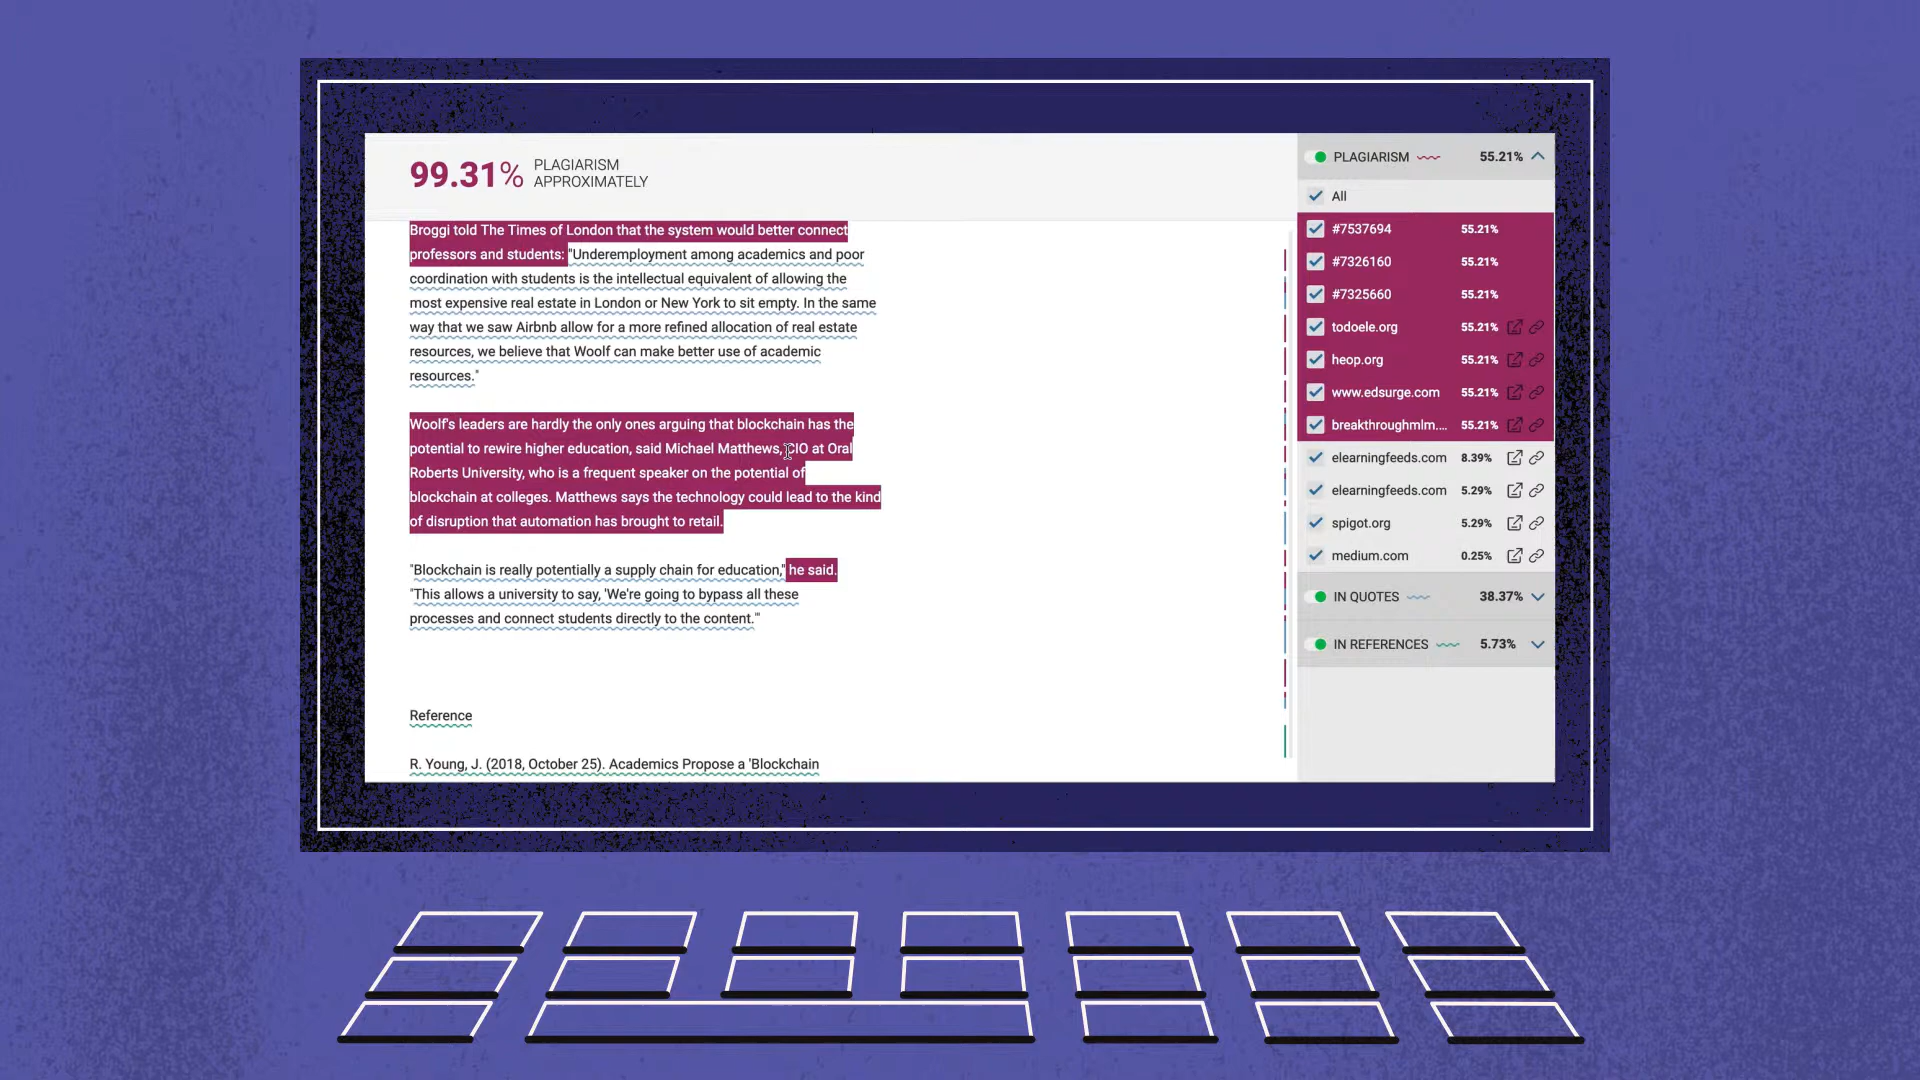 99.31% PLAGIARISM
APPROXIMATELY
Broggi told The Times of London that the system would better connect
professors and students: "Underemployment among academics and poor
coordination with students is the intellectual equivalent of allowing the
most expensive real estate in London or New York to sit empty. In the same
way that we saw Airbnb allow for a more refined allocation of real estate
resources, we believe that Woolf can make better use of academic
resources."
Woolf's leaders are hardly the only ones arguing that blockchain has the
potential to rewire higher education, said Michael Matthews, CIO at Oral
Roberts University, who is a frequent speaker on the potential of
blockchain at colleges. Matthews says the technology could lead to the kind
of disruption that automation has brought to retail.
"Blockchain is really potentially a supply chain for education," he said.
"This allows a university to say, 'We're going to bypass all these
processes and connect students directly to the content.'"
Reference
R. Young, J. (2018, October 25). Academics Propose a 'Blockchain
PLAGIARISM 55.21%
All
#7537694 55.21%
#7326160 55.21%
#7325660 55.21%
todoele.org 55.21%
heop.org 55.21%
www.edsurge.com 55.21%
breakthroughmlm.... 55.21%
elearningfeeds.com 8.39%
elearningfeeds.com 5.29%
spigot.org 5.29%
medium.com 0.25%
IN QUOTES 38.37%
IN REFERENCES 5.73%